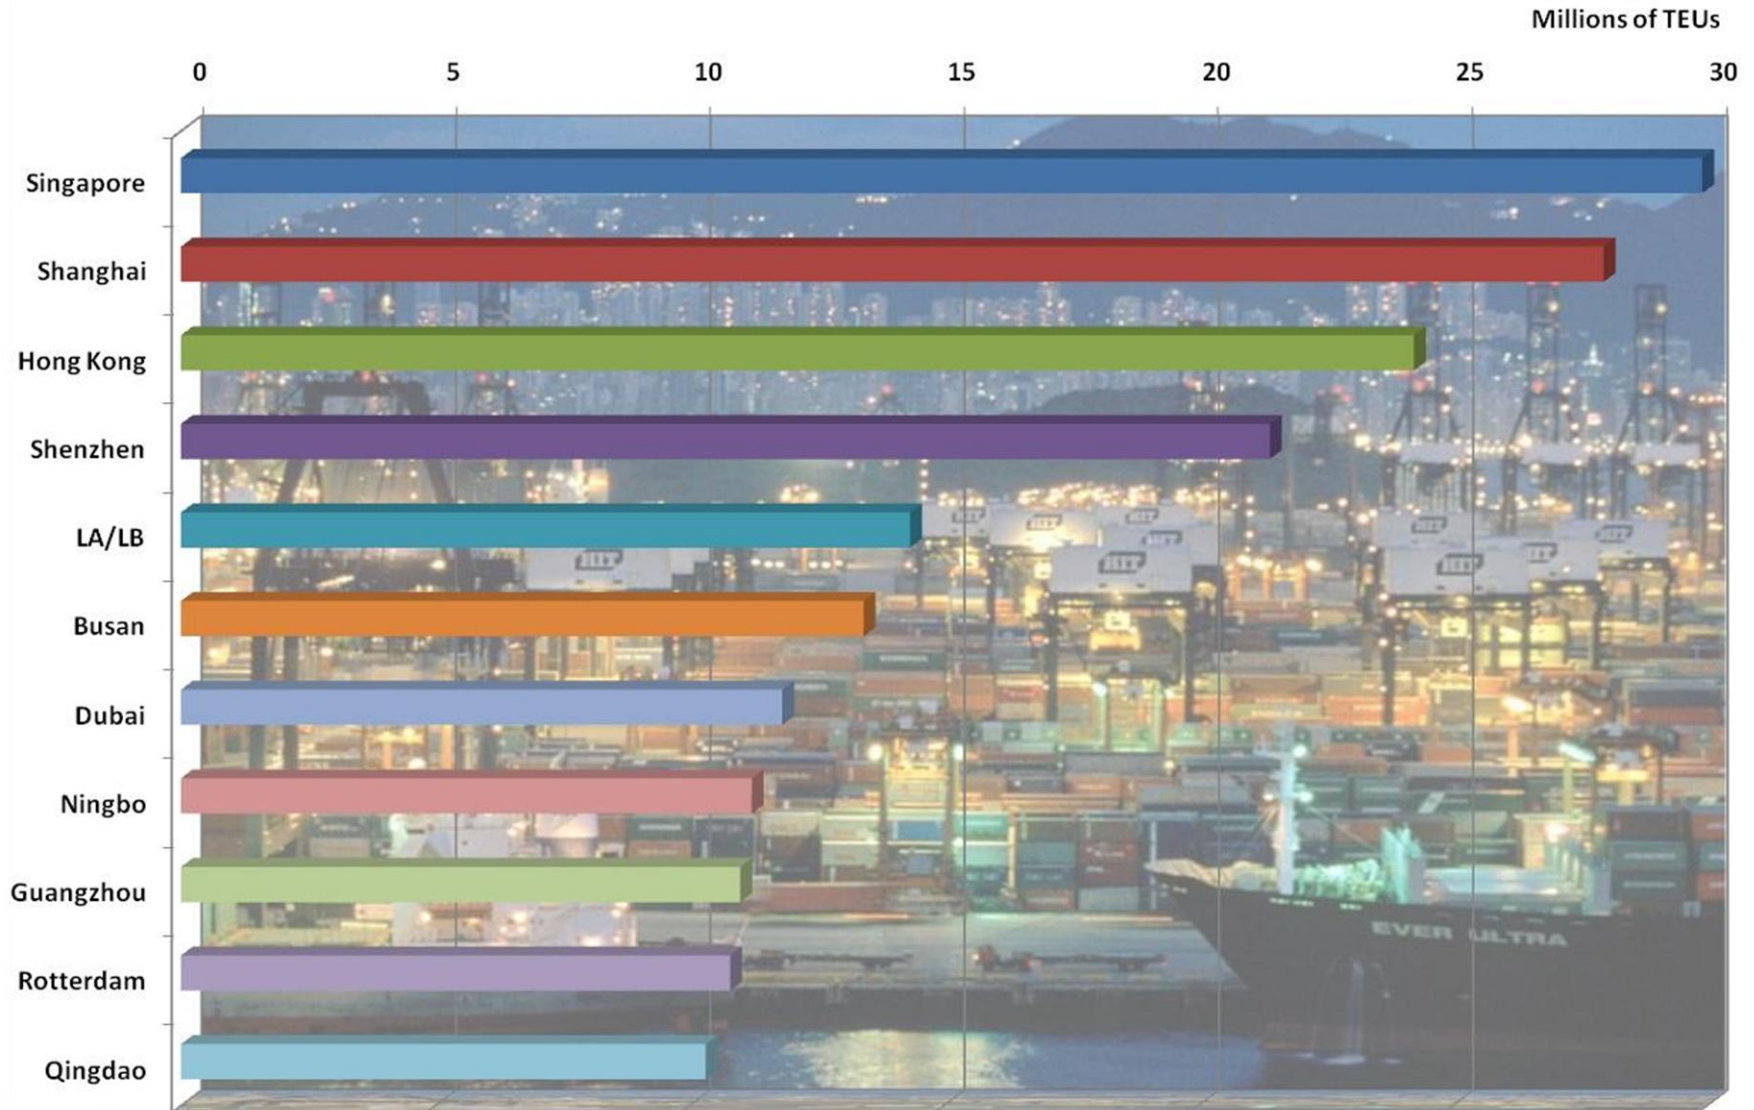 Millions of TEUs
0 5 10 15 20 25 30
Singapore
Shanghai
Hong Kong
Shenzhen
LA/LB
Busan
Dubai
Ningbo
Guangzhou
Rotterdam
Qingdao
EVER ULTRA